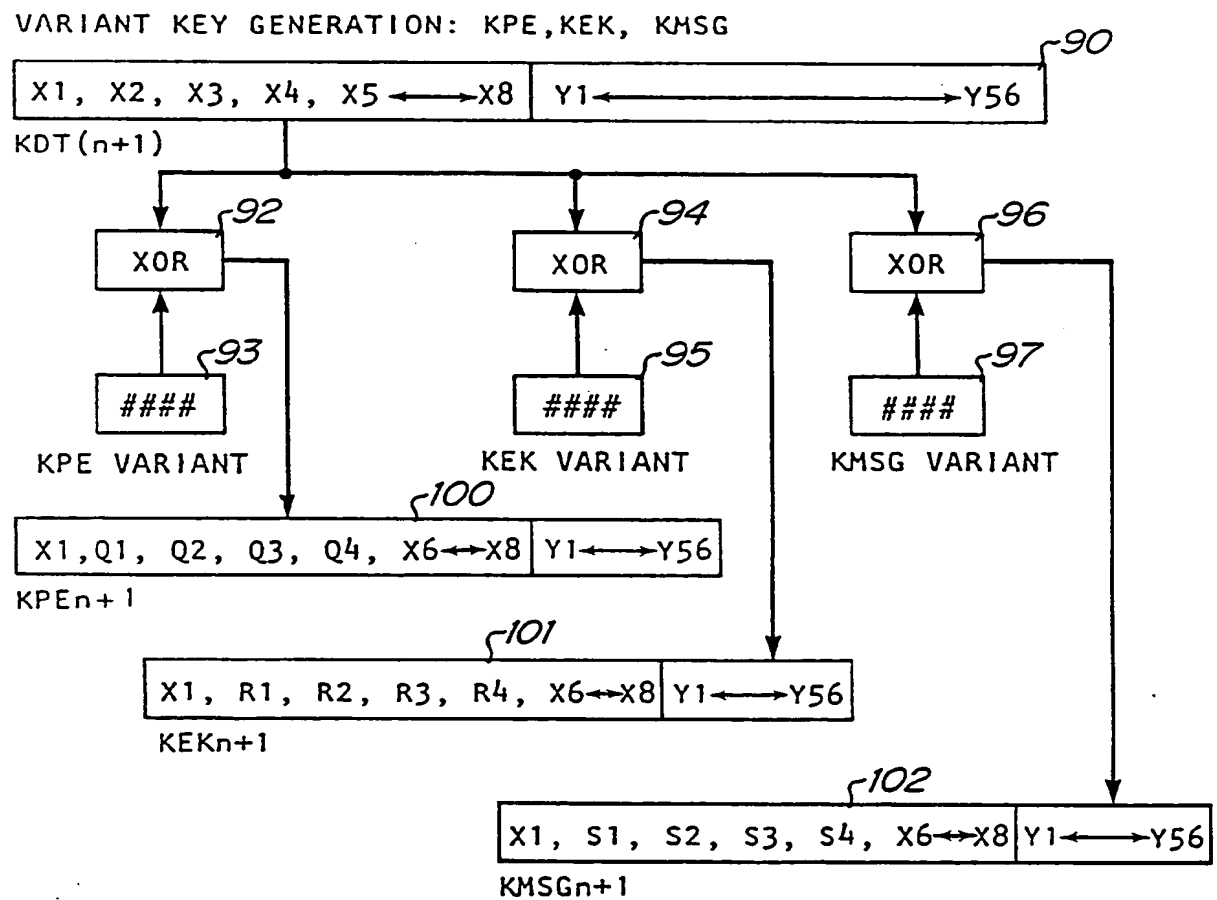 VARIANT KEY GENERATION: KPE,KEK, KMSG
90
X1, X2, X3, X4, X5 X8 Y1 Y56
KDT(n+1)
92 94 96
XOR XOR XOR
93 95 97
#### #### ####
KPE VARIANT KEK VARIANT KMSG VARIANT
100
X1,Q1, Q2, Q3, Q4, X6 X8 Y1 Y56
KPEn+1
101
X1, R1, R2, R3, R4, X6 X8 Y1 Y56
KEKn+1
102
X1, S1, S2, S3, S4, X6 X8 Y1 Y56
KMSGn+1